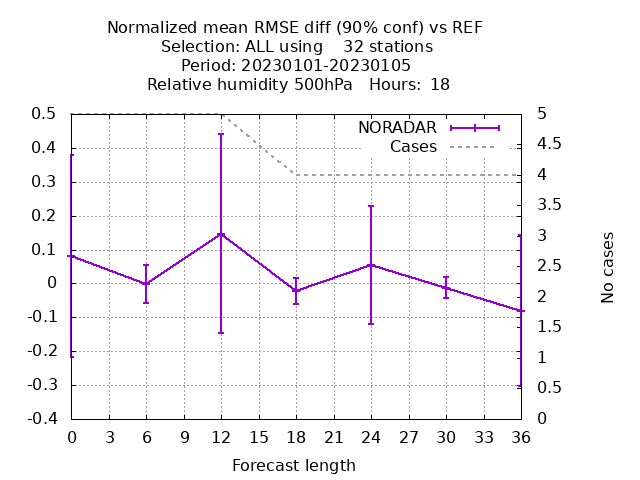 Normalized mean RMSE diff (90% conf) vs REF
Selection: ALL using    32 stations
Period: 20230101-20230105
Relative humidity 500hPa   Hours:  18
NORADAR
Cases
0.5
0.4
0.3
0.2
0.1
0
-0.1
-0.2
-0.3
-0.4
5
4.5
4
3.5
3
2.5
2
1.5
1
0.5
0
No cases
0 3 6 9 12 15 18 21 24 27 30 33 36
Forecast length